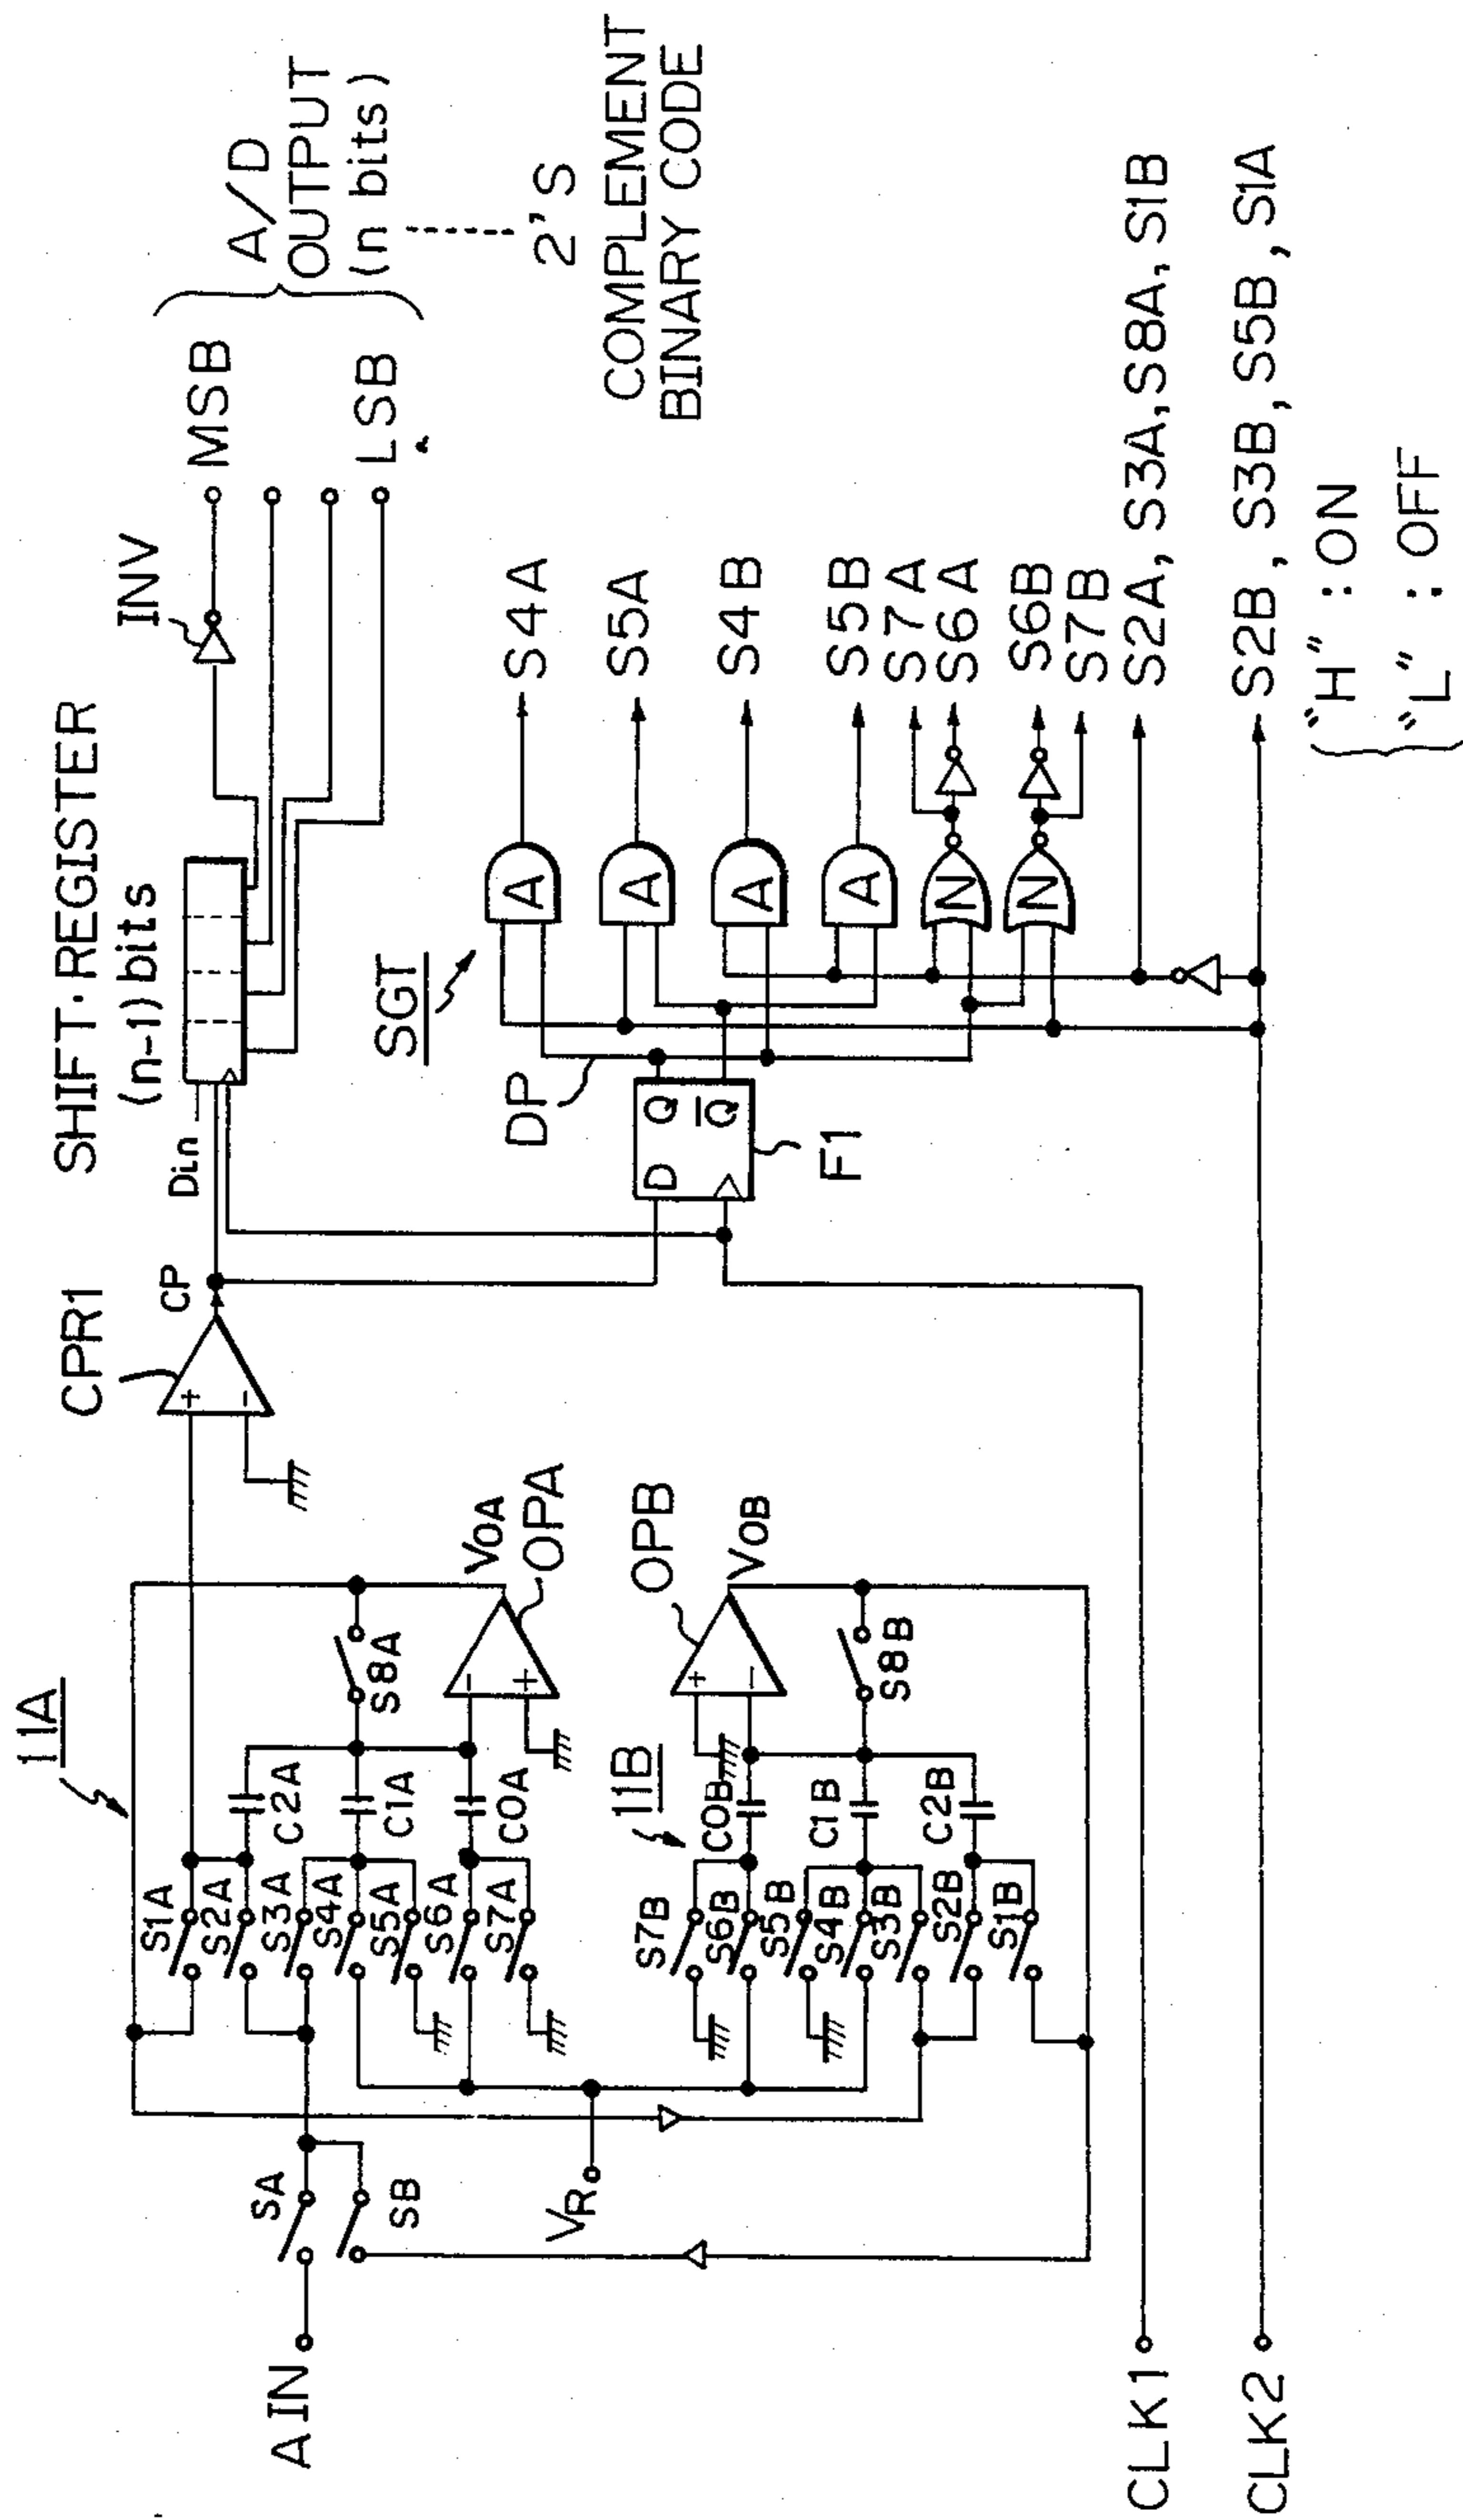 11A
CPR1
SHIFT·REGISTER
(n-1) bits
INV
MSB
LSB
A/D
OUTPUT
(n bits)
2'S
COMPLEMENT
BINARY CODE
Din
CP
+
-
S1A
S2A
S3A
S4A
S5A
S6A
S7A
C2A
C1A
C0A
S8A
-
+
VOA
OPA
SA
SB
A IN
VR
11B
S7B
S6B
S5B
S4B
S3B
S2B
S1B
C0B
C1B
C2B
S8B
+
-
OPB
VOB
SGT
DP
D
Q
Q
F1
A
A
A
A
N
N
S4A
S5A
S4B
S5B
S7A
S6A
S6B
S7B
S2A, S3A, S8A, S1B
S2B, S3B, S5B, S1A
"H" : ON
"L" : OFF
CLK1
CLK2